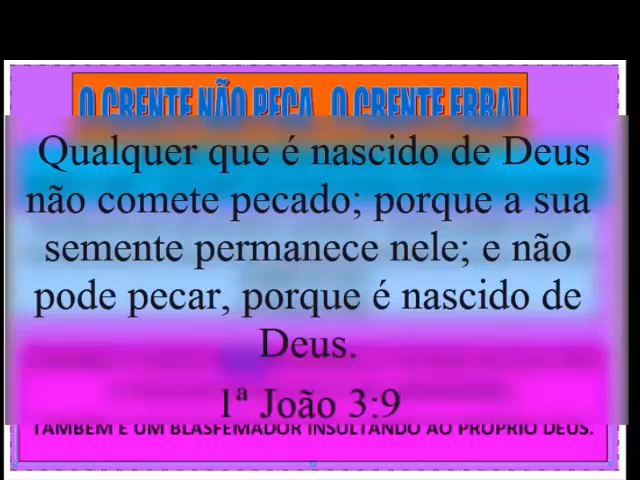 O CRENTE NÃO PECA O CRENTE ERRA!
Qualquer que é nascido de Deus
não comete pecado; porque a sua
semente permanece nele; e não
pode pecar, porque é nascido de
Deus.
1ª João 3:9
TAMBÉM É UM BLASFEMADOR INSULTANDO AO PRÓPRIO DEUS.